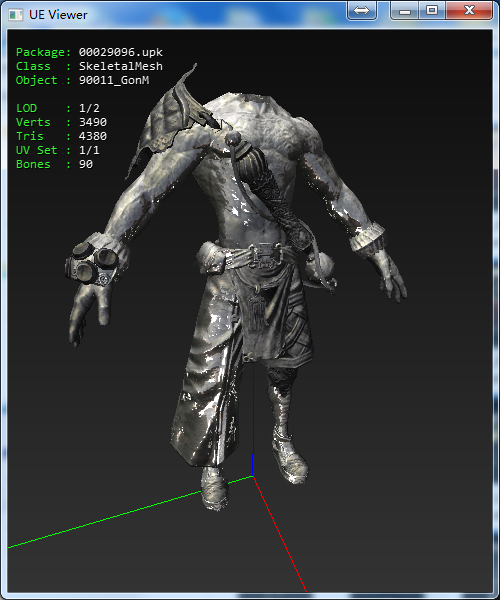 UE Viewer
Package: 00029096.upk
Class : SkeletalMesh
Object : 90011_GonM
LOD : 1/2
Verts : 3490
Tris : 4380
UV Set : 1/1
Bones : 90